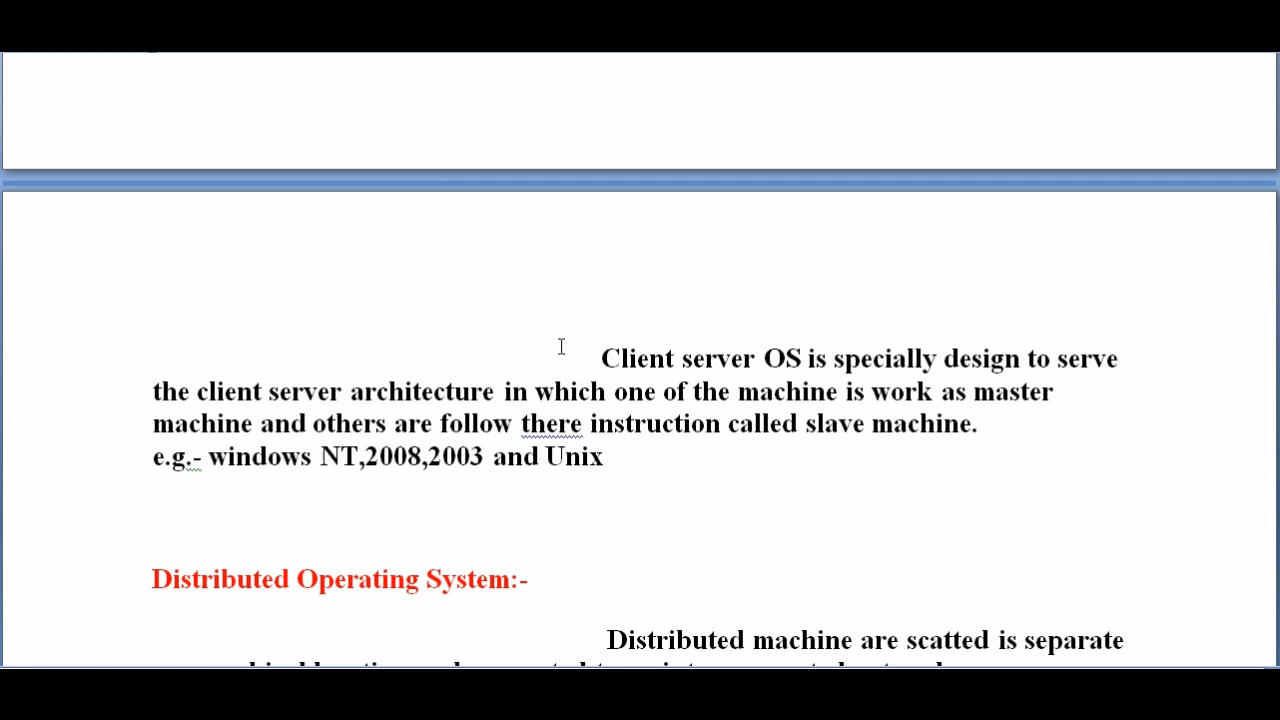 Client server OS is specially design to serve
the client server architecture in which one of the machine is work as master
machine and others are follow there instruction called slave machine.
e.g.- windows NT,2008,2003 and Unix
Distributed Operating System:-
Distributed machine are scatted is separate